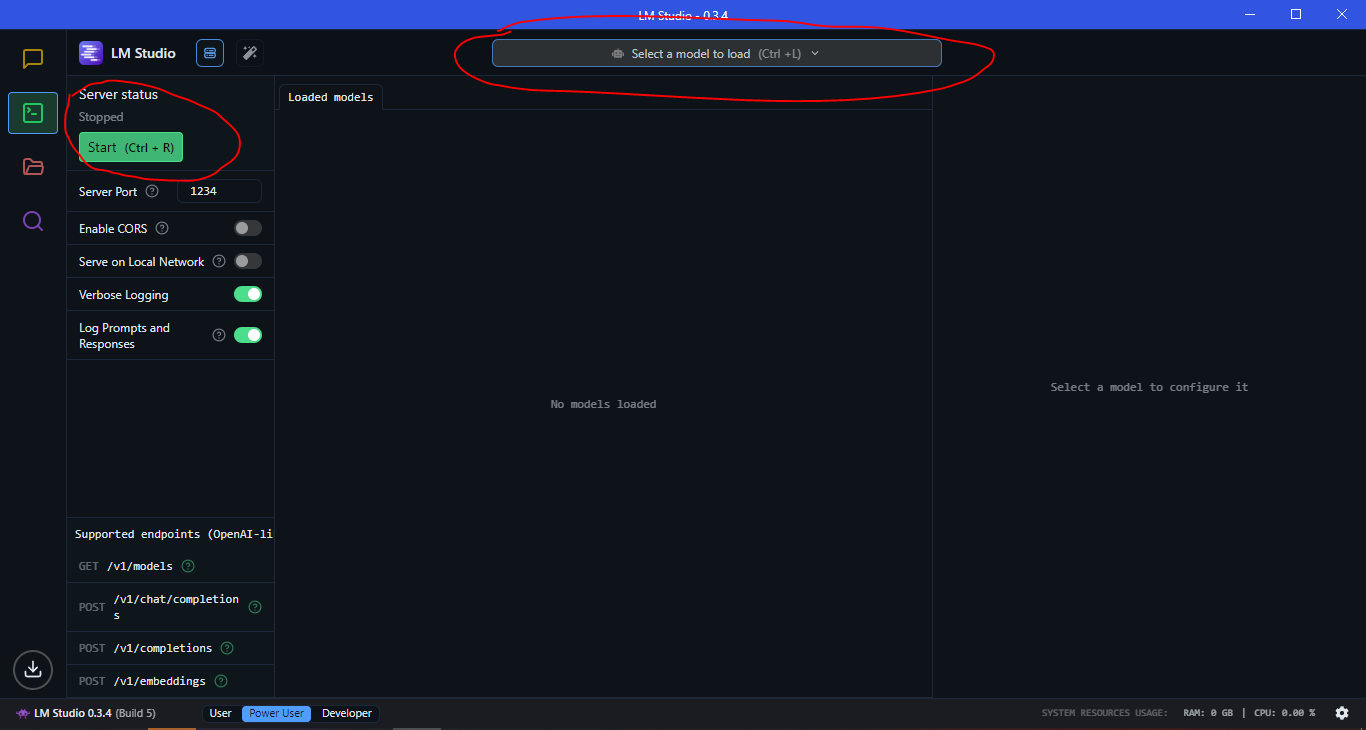 LM Studio - 0.3.4
LM Studio
Select a model to load (Ctrl +L)
Server status
Stopped
Start (Ctrl + R)
Server Port ? 1234
Enable CORS ?
Serve on Local Network ?
Verbose Logging
Log Prompts and
Responses ?
Supported endpoints (OpenAI-li
GET /v1/models ?
POST /v1/chat/completion
s ?
POST /v1/completions ?
POST /v1/embeddings ?
Loaded models
No models loaded
Select a model to configure it
LM Studio 0.3.4 (Build 5)
User Power User Developer
SYSTEM RESOURCES USAGE: RAM: 0 GB | CPU: 0.00 %